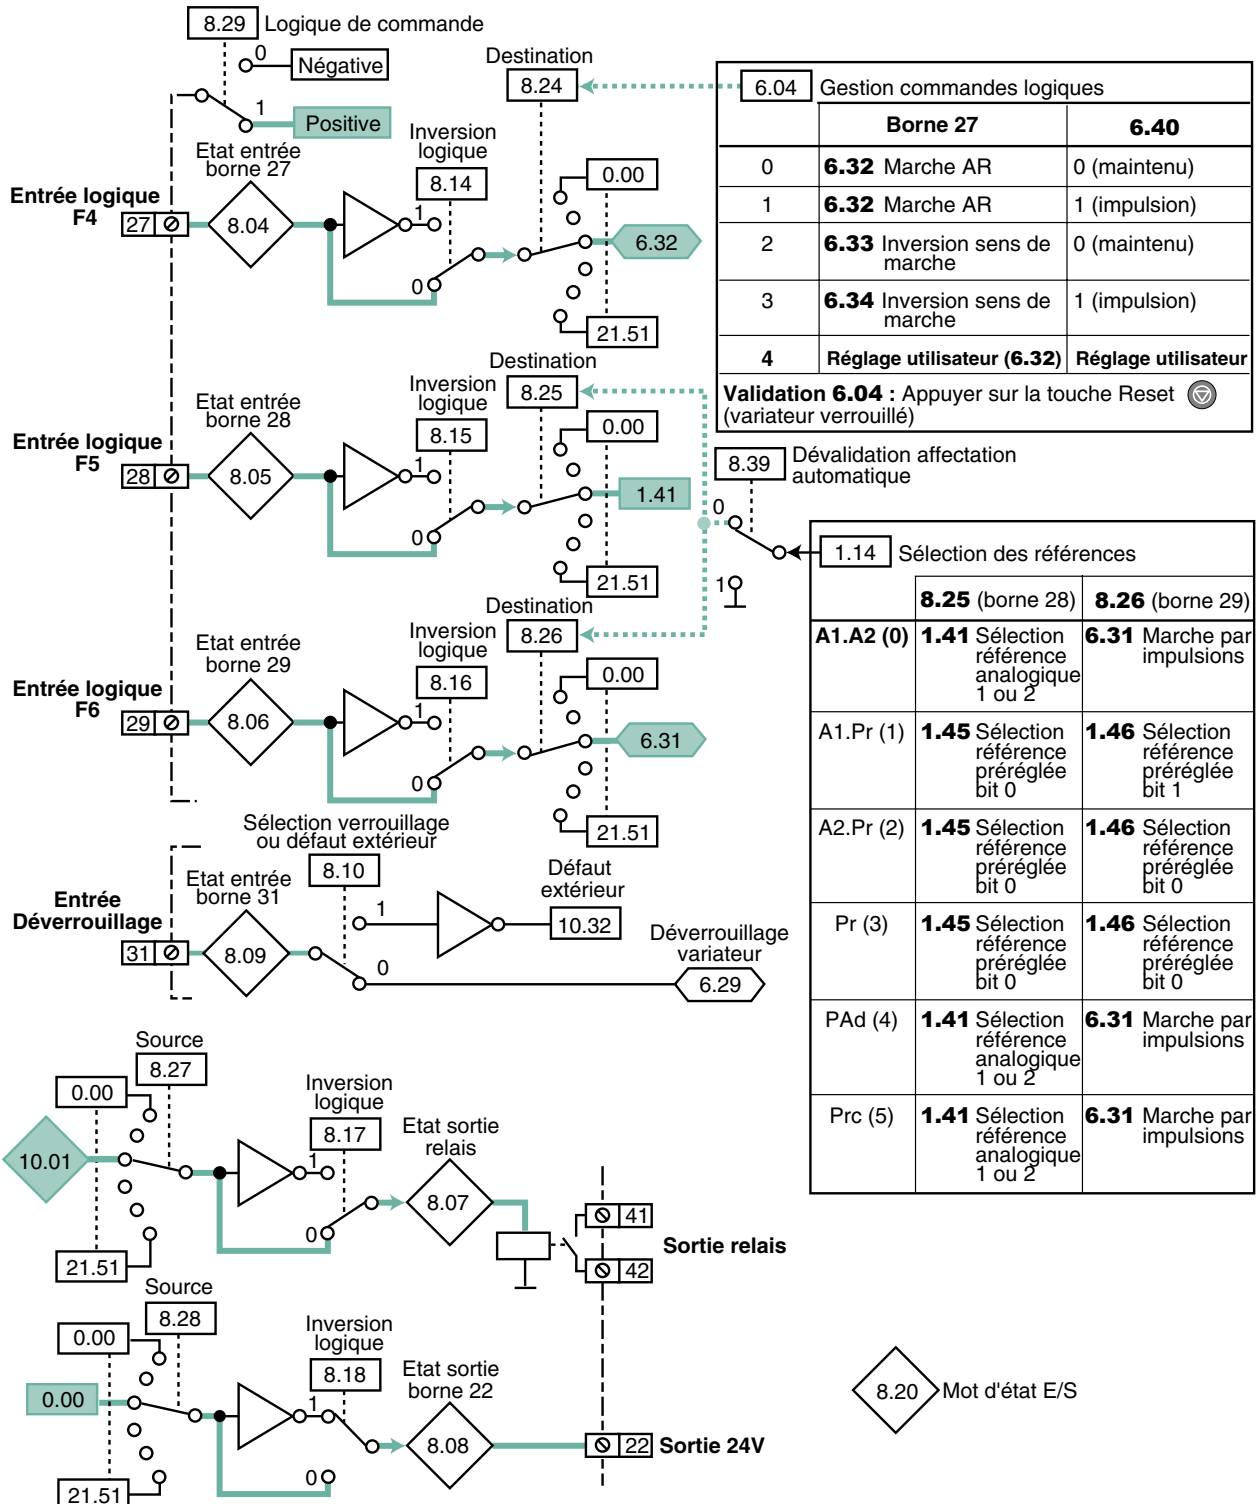 8.29 Logique de commande
0
Négative
1
Positive
Destination
8.24
6.04 Gestion commandes logiques
Borne 27 6.40
0 6.32 Marche AR 0 (maintenu)
1 6.32 Marche AR 1 (impulsion)
2 6.33 Inversion sens de marche 0 (maintenu)
3 6.34 Inversion sens de marche 1 (impulsion)
4 Réglage utilisateur (6.32) Réglage utilisateur
Validation 6.04 : Appuyer sur la touche Reset
(variateur verrouillé)
Etat entrée
borne 27
Inversion
logique
8.14
Entrée logique
F4
27
8.04
1
0
0.00
6.32
21.51
Destination
8.25
Etat entrée
borne 28
Inversion
logique
8.15
Entrée logique
F5
28
8.05
1
0
0.00
1.41
21.51
8.39
Dévalidation affectation
automatique
0
1
1.14 Sélection des références
8.25 (borne 28) 8.26 (borne 29)
A1.A2 (0) 1.41 Sélection 6.31 Marche par
référence impulsions
analogique
1 ou 2
A1.Pr (1) 1.45 Sélection 1.46 Sélection
référence référence
préréglée préréglée
bit 0 bit 1
A2.Pr (2) 1.45 Sélection 1.46 Sélection
référence référence
préréglée préréglée
bit 0 bit 0
Pr (3) 1.45 Sélection 1.46 Sélection
référence référence
préréglée préréglée
bit 0 bit 0
PAd (4) 1.41 Sélection 6.31 Marche par
référence impulsions
analogique
1 ou 2
Prc (5) 1.41 Sélection 6.31 Marche par
référence impulsions
analogique
1 ou 2
Destination
8.26
Etat entrée
borne 29
Inversion
logique
8.16
Entrée logique
F6
29
8.06
1
0
0.00
6.31
21.51
Sélection verrouillage
ou défaut extérieur
8.10
Etat entrée
borne 31
Entrée
Déverrouillage
31
8.09
1
0
Défaut
extérieur
10.32
Déverrouillage
variateur
6.29
Source
8.27
0.00
10.01
21.51
Inversion
logique
8.17
1
0
Etat sortie
relais
8.07
41
42
Sortie relais
Source
8.28
0.00
0.00
21.51
Inversion
logique
8.18
1
0
Etat sortie
borne 22
8.08
22 Sortie 24V
8.20 Mot d'état E/S